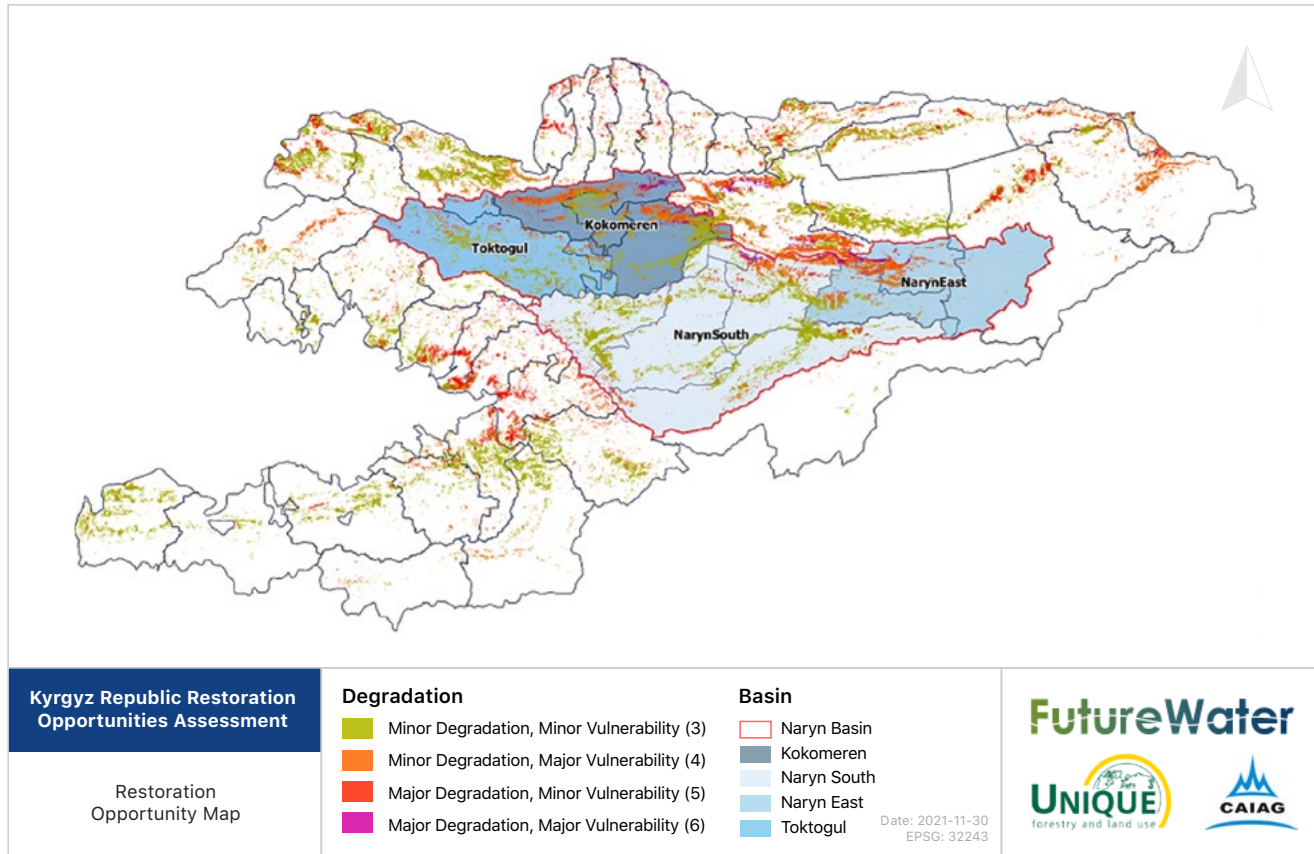 Kokomeren
Toktogul
NarynEast
NarynSouth
Kyrgyz Republic Restoration
Opportunities Assessment
Restoration
Opportunity Map
Degradation
Minor Degradation, Minor Vulnerability (3)
Minor Degradation, Major Vulnerability (4)
Major Degradation, Minor Vulnerability (5)
Major Degradation, Major Vulnerability (6)
Basin
Naryn Basin
Kokomeren
Naryn South
Naryn East
Toktogul
Date: 2021-11-30
EPSG: 32243
FutureWater
UNIQUE
forestry and land use
CAIAG